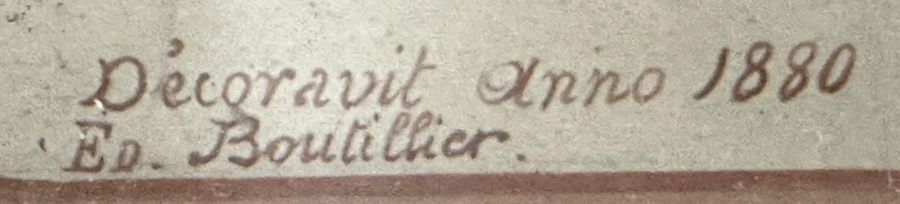 Décoravit Anno 1880
Ed. Boutillier.